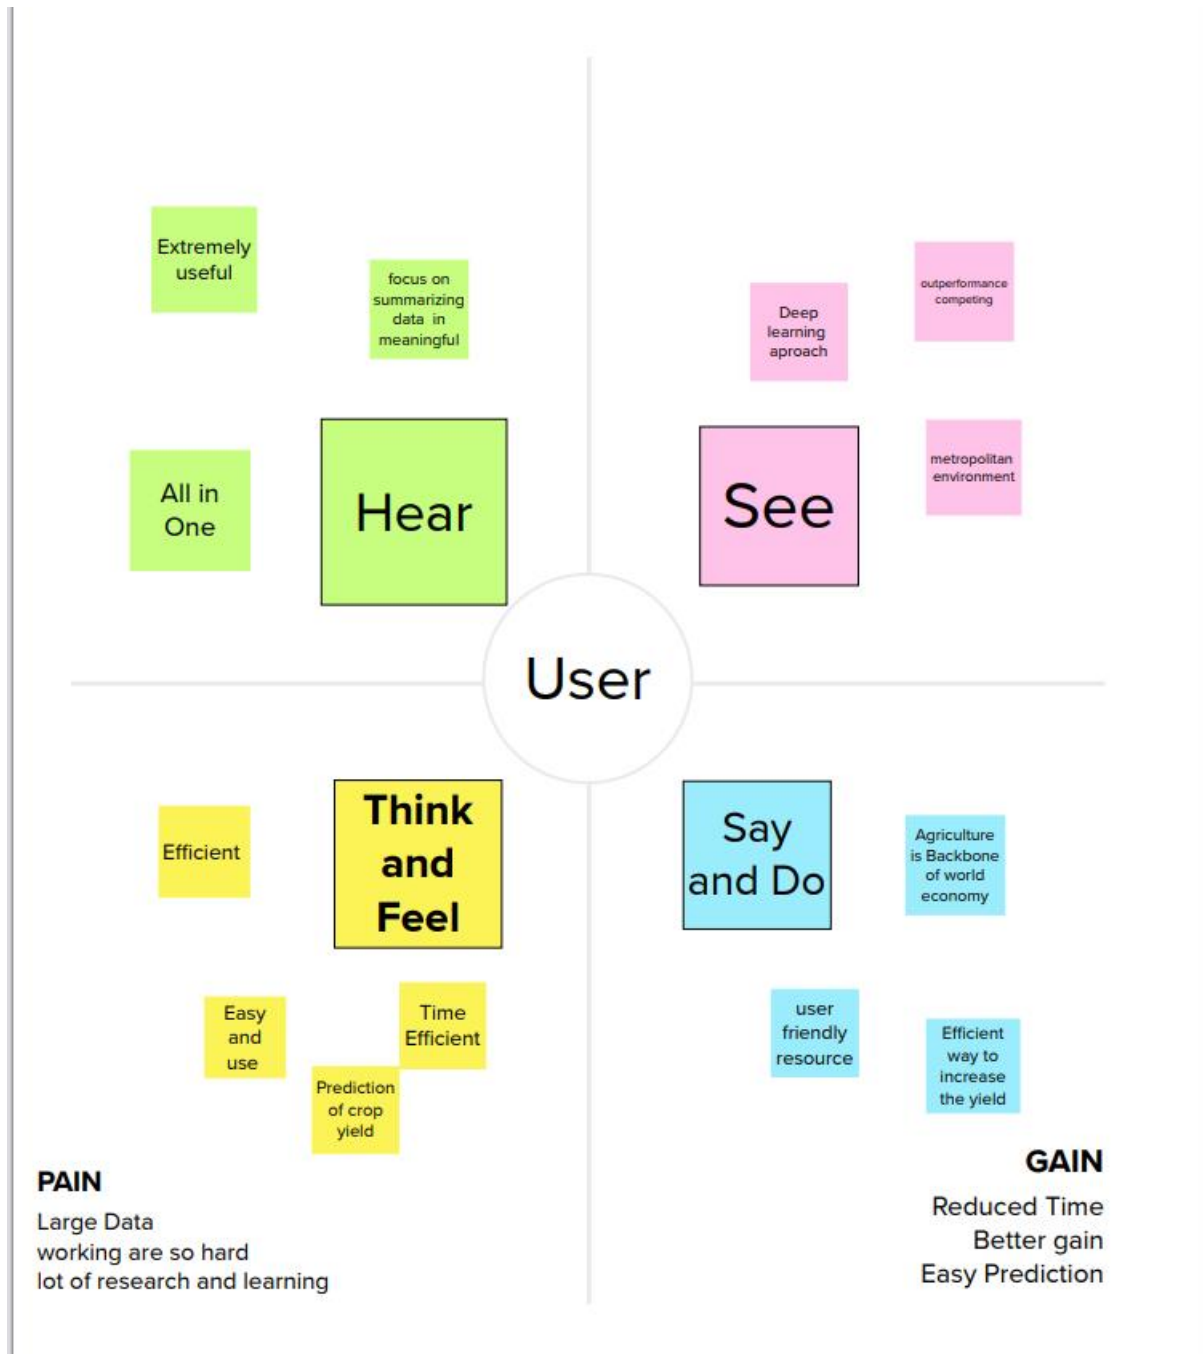 Extremely
useful
focus on
summarizing
data in
meaningful
All in
One
Hear
Deep
learning
aproach
outperformance
competing
metropolitan
environment
See
User
Think
and
Feel
Efficient
Easy
and
use
Time
Efficient
Prediction
of crop
yield
Say
and Do
Agriculture
is Backbone
of world
economy
user
friendly
resource
Efficient
way to
increase
the yield
PAIN
Large Data
working are so hard
lot of research and learning
GAIN
Reduced Time
Better gain
Easy Prediction